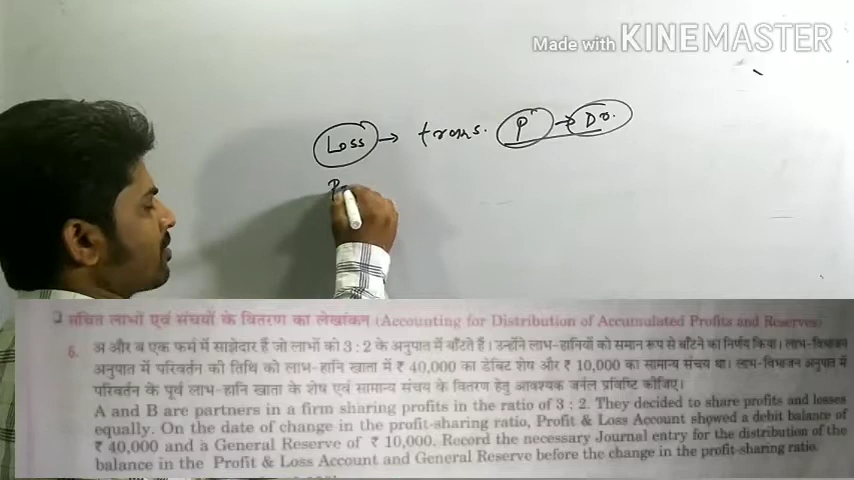 Made with KINEMASTER
Loss → trans. P → Dr.
संचित लाभों एवं संचयों के वितरण का लेखांकन (Accounting for Distribution of Accumulated Profits and Reserves)
6. अ और ब एक फर्म में साझेदार हैं जो लाभों को 3 : 2 के अनुपात में बाँटते हैं। उन्होंने लाभ-हानियों को समान रूप से बाँटने का निर्णय किया। लाभ-विभाजन
अनुपात में परिवर्तन की तिथि को लाभ-हानि खाता में ₹ 40,000 का डेबिट शेष और ₹ 10,000 का सामान्य संचय था। लाभ-विभाजन अनुपात में
परिवर्तन के पूर्व लाभ-हानि खाता के शेष एवं सामान्य संचय के वितरण हेतु आवश्यक जर्नल प्रविष्टि कीजिए।
A and B are partners in a firm sharing profits in the ratio of 3 : 2. They decided to share profits and losses
equally. On the date of change in the profit-sharing ratio, Profit & Loss Account showed a debit balance of
₹ 40,000 and a General Reserve of ₹ 10,000. Record the necessary Journal entry for the distribution of the
balance in the Profit & Loss Account and General Reserve before the change in the profit-sharing ratio.